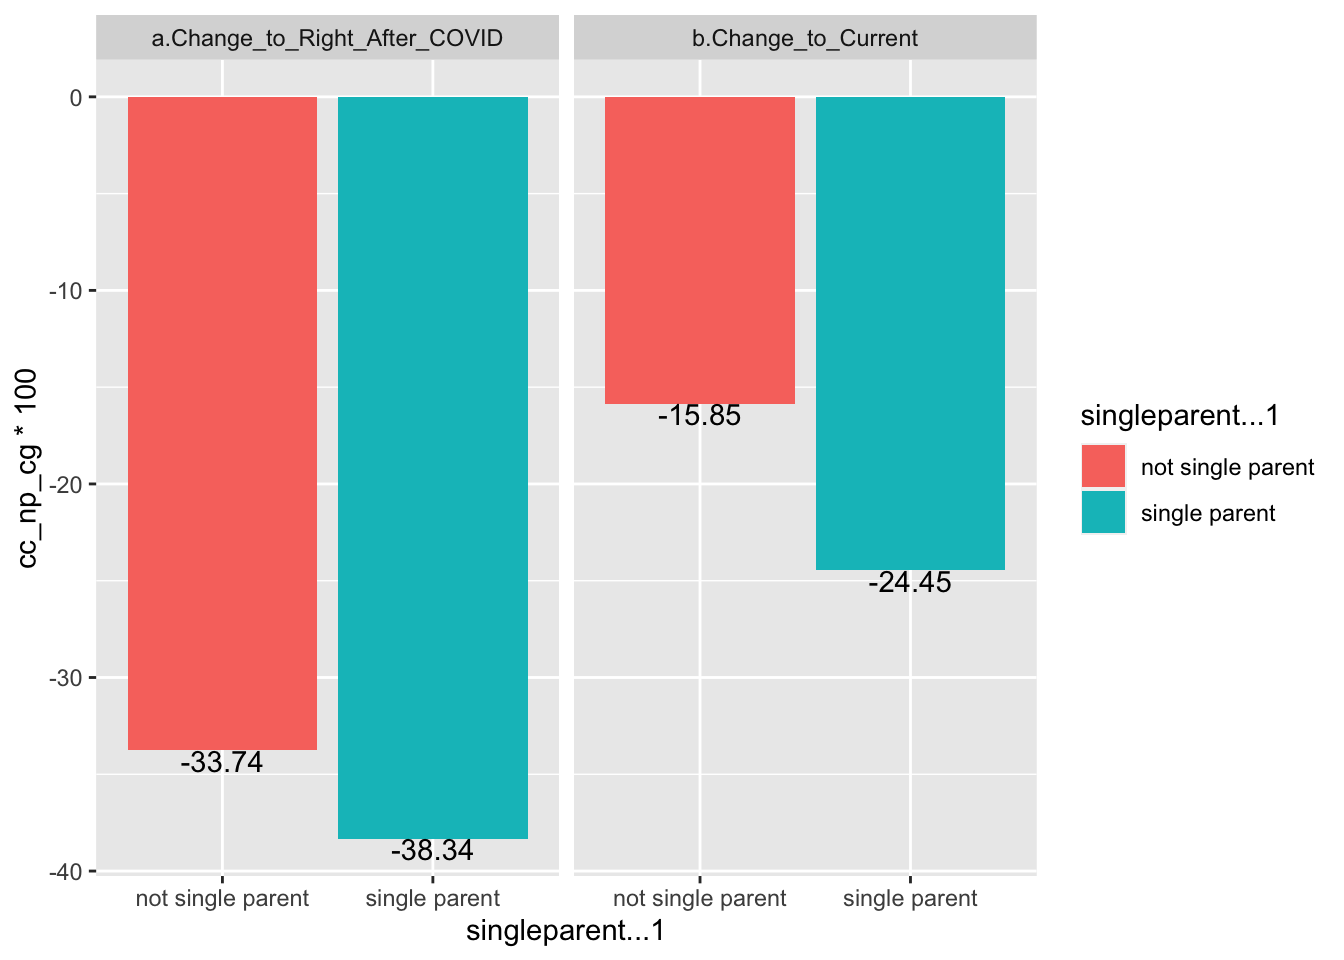 a.Change_to_Right_After_COVID
b.Change_to_Current
cc_np_cg * 100
0
-10
-20
-30
-40
-33.74
-38.34
-15.85
-24.45
not single parent
single parent
not single parent
single parent
singleparent...1
singleparent...1
not single parent
single parent